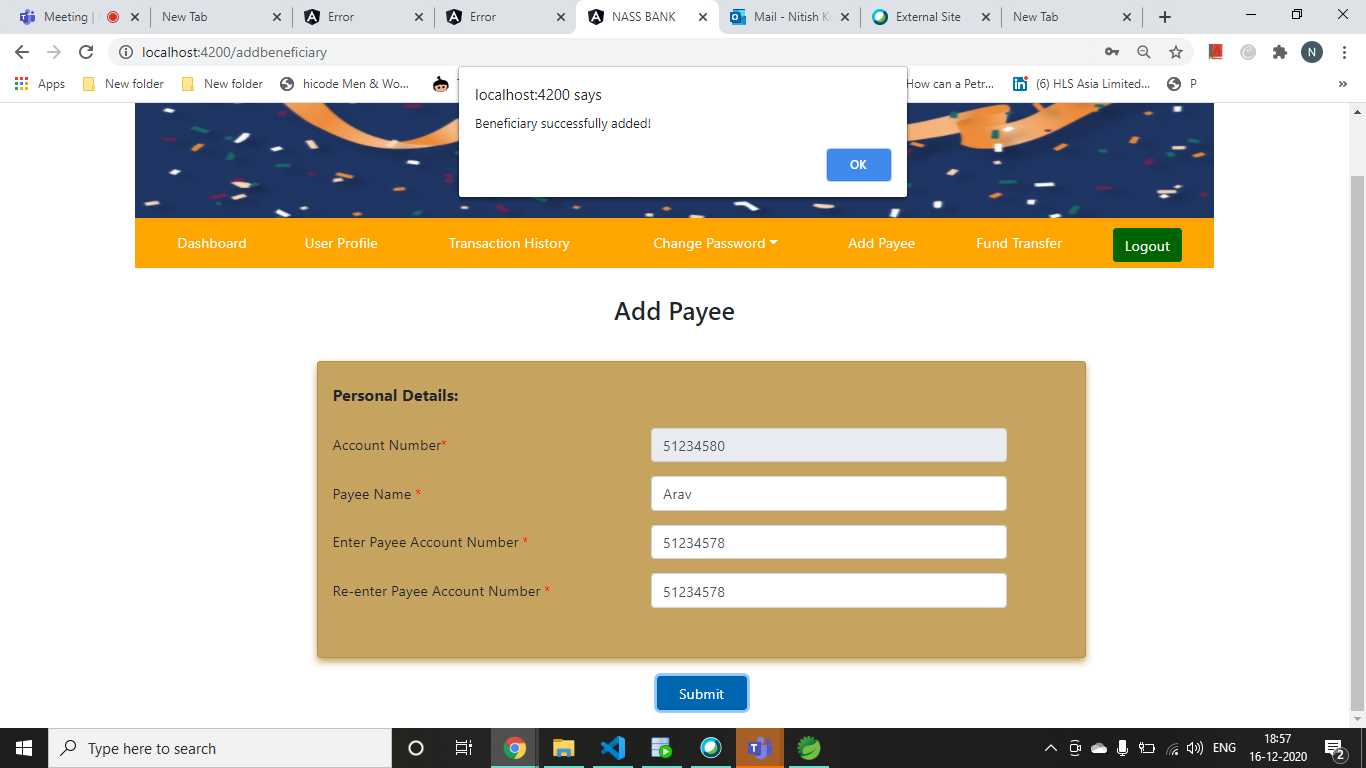 Meeting |
New Tab
Error
Error
NASS BANK
Mail - Nitish K
External Site
New Tab
localhost:4200/addbeneficiary
N
Apps
New folder
New folder
hicode Men & Wo...
How can a Petr...
(6) HLS Asia Limited...
P
»
localhost:4200 says
Beneficiary successfully added!
OK
Dashboard
User Profile
Transaction History
Change Password
Add Payee
Fund Transfer
Logout
Add Payee
Personal Details:
Account Number*
51234580
Payee Name *
Arav
Enter Payee Account Number *
51234578
Re-enter Payee Account Number *
51234578
Submit
Type here to search
ENG
18:57
16-12-2020
2